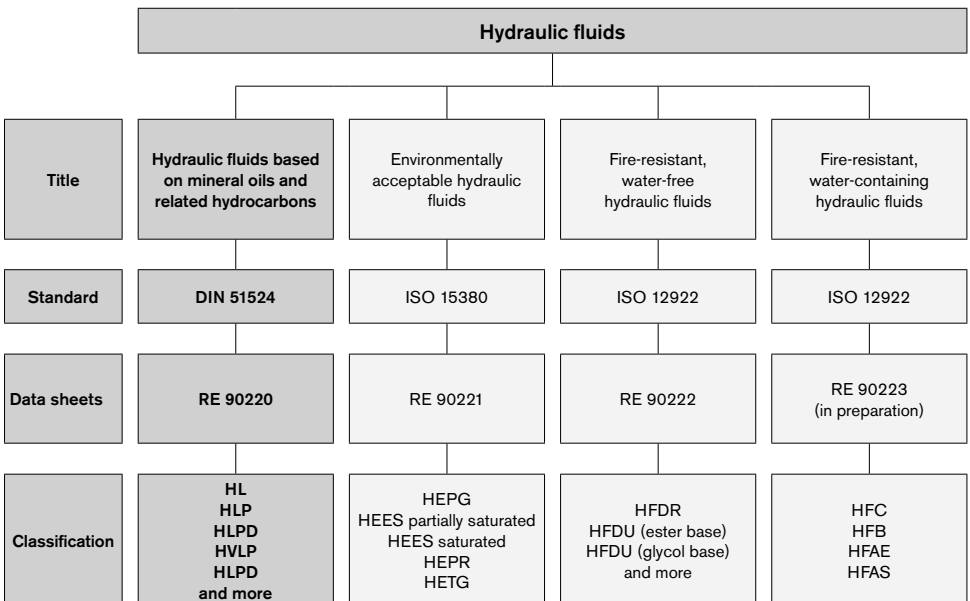 Hydraulic fluids
Title
Hydraulic fluids based
on mineral oils and
related hydrocarbons
Environmentally
acceptable hydraulic
fluids
Fire-resistant,
water-free
hydraulic fluids
Fire-resistant,
water-containing
hydraulic fluids
Standard
DIN 51524
ISO 15380
ISO 12922
ISO 12922
Data sheets
RE 90220
RE 90221
RE 90222
RE 90223
(in preparation)
Classification
HL
HLP
HLPD
HVLP
HLPD
and more
HEPG
HEES partially saturated
HEES saturated
HEPR
HETG
HFDR
HFDU (ester base)
HFDU (glycol base)
and more
HFC
HFB
HFAE
HFAS